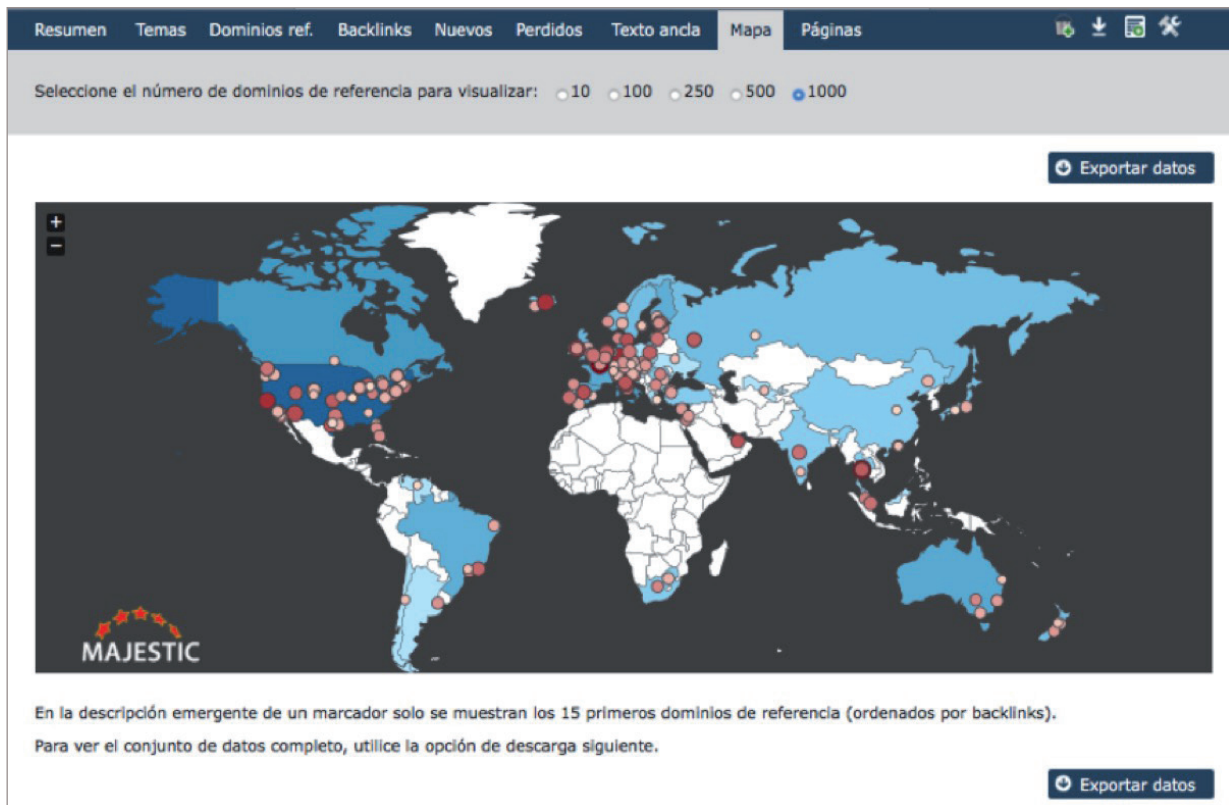 Resumen Temas Dominios ref. Backlinks Nuevos Perdidos Texto ancla Mapa Páginas
Seleccione el número de dominios de referencia para visualizar: 10 100 250 500 1000
Exportar datos
+
−
MAJESTIC
En la descripción emergente de un marcador solo se muestran los 15 primeros dominios de referencia (ordenados por backlinks).
Para ver el conjunto de datos completo, utilice la opción de descarga siguiente.
Exportar datos